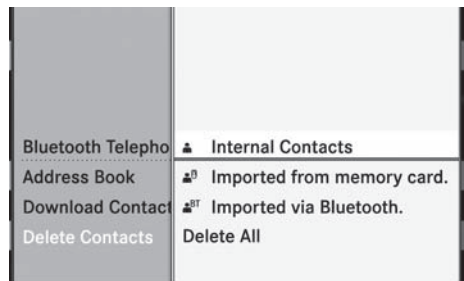 Bluetooth Telepho
Address Book
Download Contact
Delete Contacts
Internal Contacts
Imported from memory card.
BT Imported via Bluetooth.
Delete All